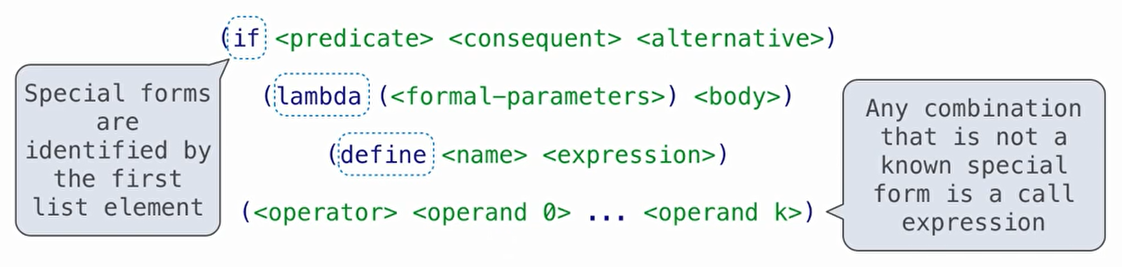 (if <predicate> <consequent> <alternative>)
Special forms
are
identified by
the first
list element
(lambda (<formal-parameters>) <body>)
(define <name> <expression>)
(<operator> <operand 0> ... <operand k>)
Any combination
that is not a
known special
form is a call
expression